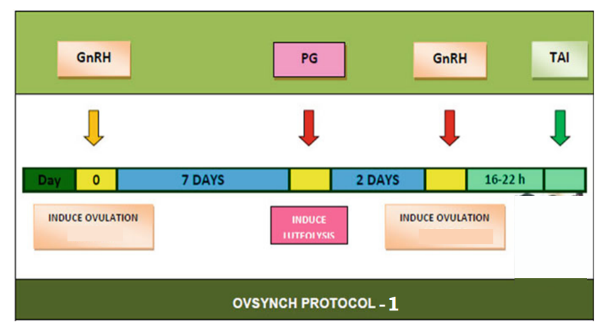 GnRH PG GnRH TAI
Day 0 7 DAYS 2 DAYS 16-22 h
INDUCE OVULATION
INDUCE
LUTEOLYSIS
INDUCE OVULATION
OVSYNCH PROTOCOL -1